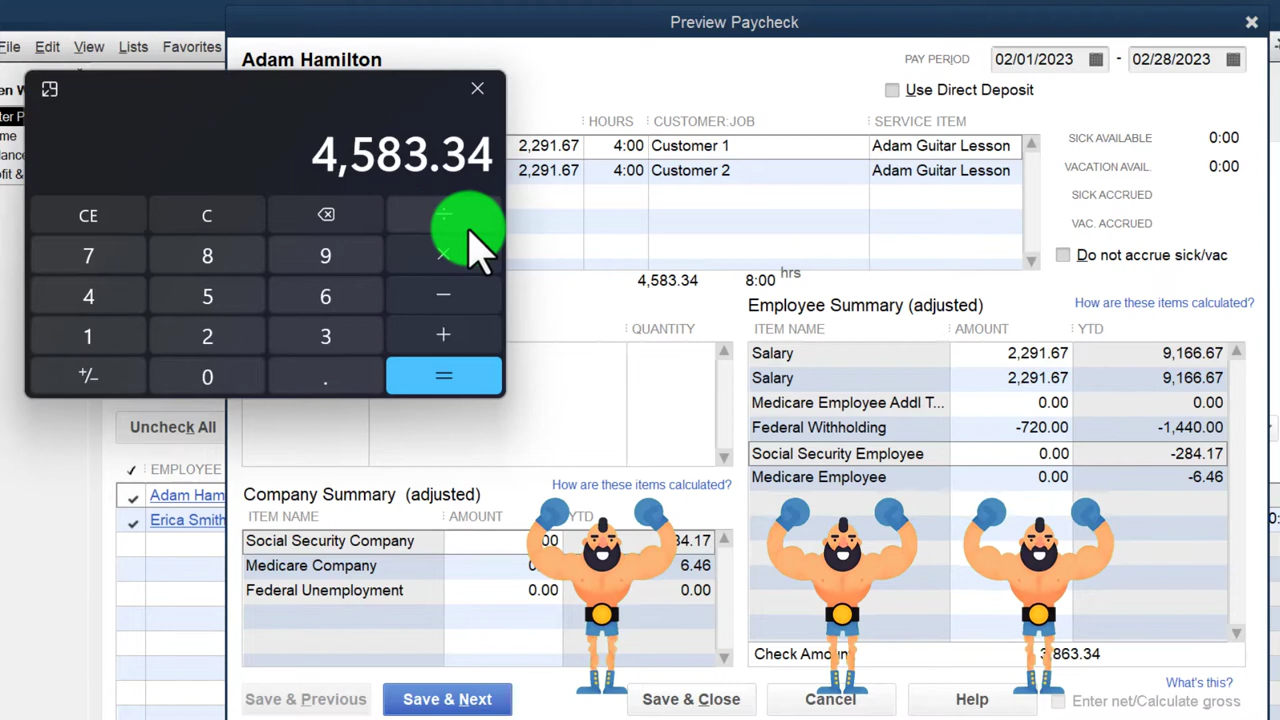 Preview Paycheck
File Edit View Lists Favorites
Adam Hamilton
PAY PERIOD 02/01/2023 - 02/28/2023
Use Direct Deposit
4,583.34
CE C ÷
7 8 9 ×
4 5 6 −
1 2 3 +
+/− 0 . =
HOURS CUSTOMER:JOB SERVICE ITEM
2,291.67 4:00 Customer 1 Adam Guitar Lesson
2,291.67 4:00 Customer 2 Adam Guitar Lesson
4,583.34 8:00 hrs
SICK AVAILABLE 0:00
VACATION AVAIL. 0:00
SICK ACCRUED
VAC. ACCRUED
Do not accrue sick/vac
QUANTITY
Employee Summary (adjusted) How are these items calculated?
ITEM NAME AMOUNT YTD
Salary 2,291.67 9,166.67
Salary 2,291.67 9,166.67
Medicare Employee Addl T... 0.00 0.00
Federal Withholding -720.00 -1,440.00
Social Security Employee 0.00 -284.17
Medicare Employee 0.00 -6.46
Uncheck All
EMPLOYEE
Adam Ham
Erica Smith
Company Summary (adjusted) How are these items calculated?
ITEM NAME AMOUNT YTD
Social Security Company 00 34.17
Medicare Company 0 6.46
Federal Unemployment 0.00 0.00
Check Amou 3,863.34
Save & Previous Save & Next Save & Close Cancel Help
What's this?
Enter net/Calculate gross